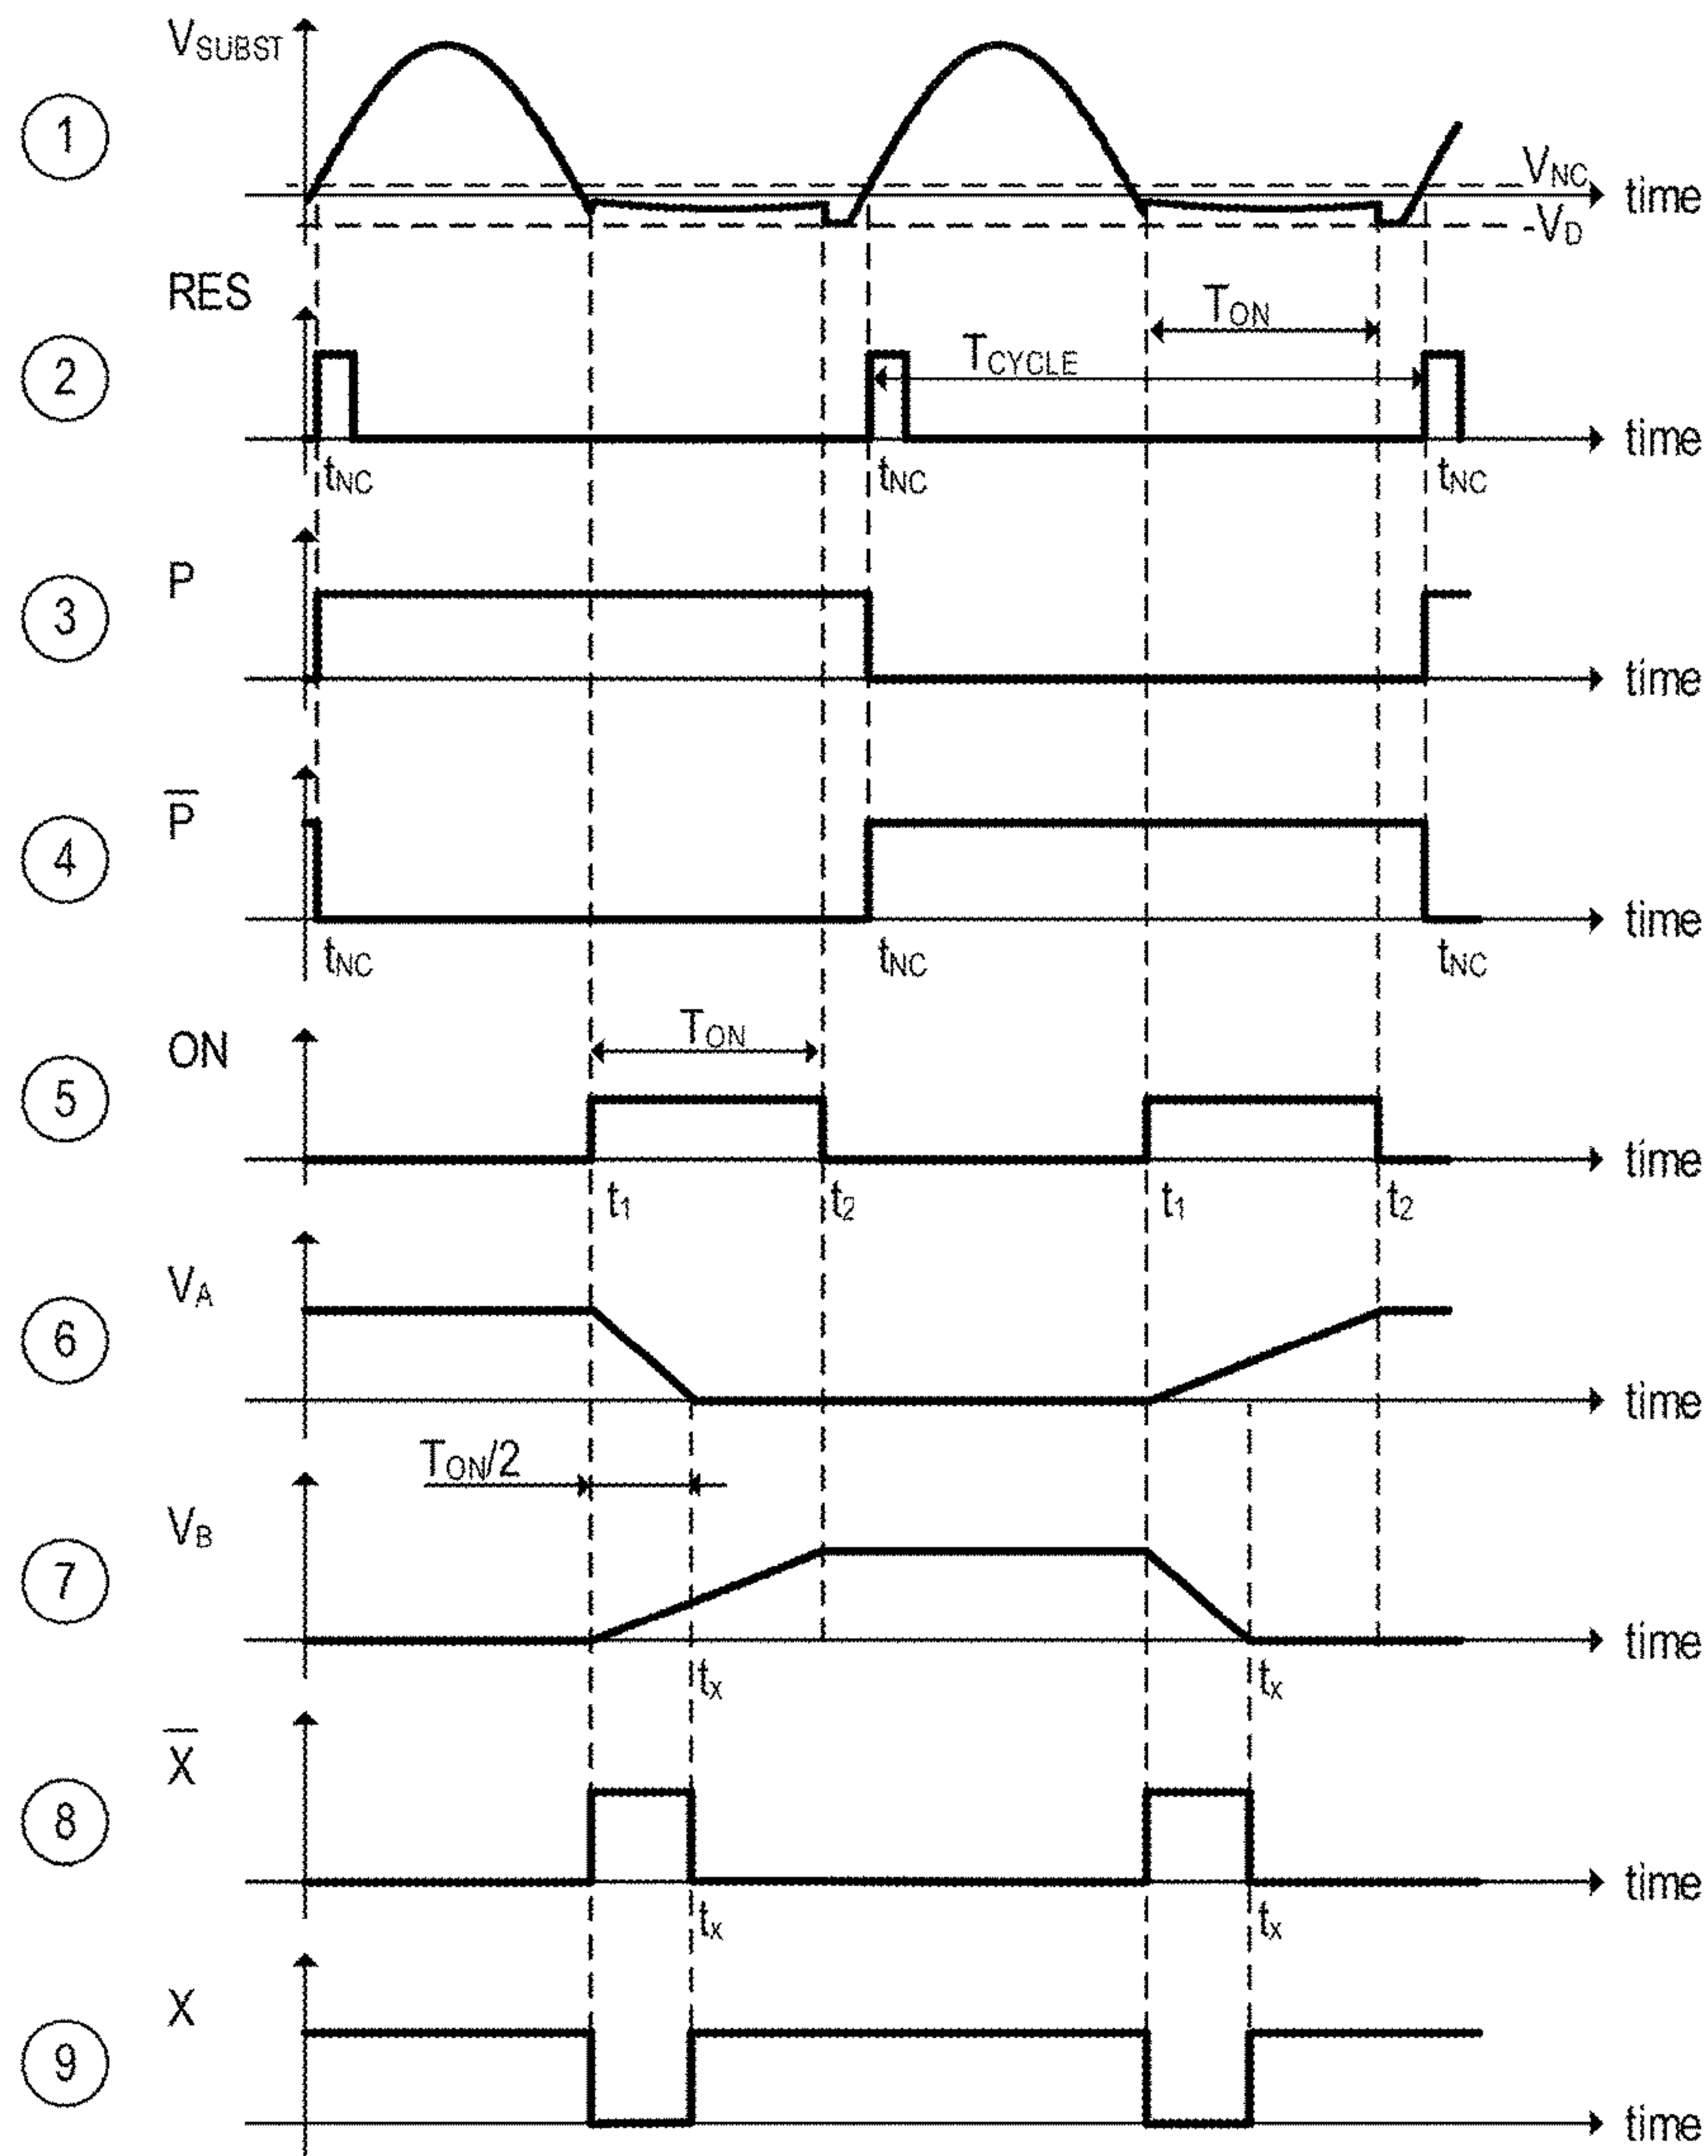 VSUBST
1
VNC
time
-VD
RES
TON
2
TCYCLE
time
tNC tNC tNC
P
3
time
P̅
4
time
tNC tNC tNC
ON
TON
5
time
t1 t2 t1 t2
VA
6
time
TON/2
VB
7
time
tx tx
X̅
8
time
tx tx
X
9
time